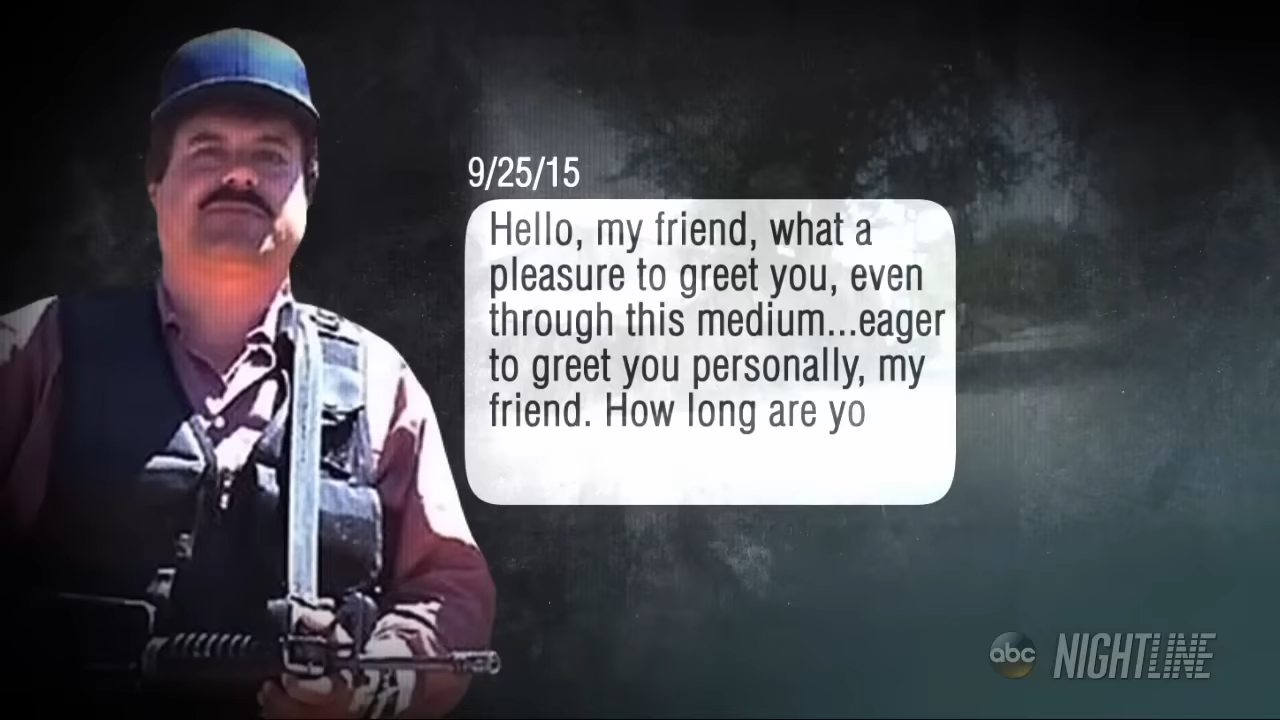 9/25/15
Hello, my friend, what a
pleasure to greet you, even
through this medium...eager
to greet you personally, my
friend. How long are yo
abc NIGHTLINE